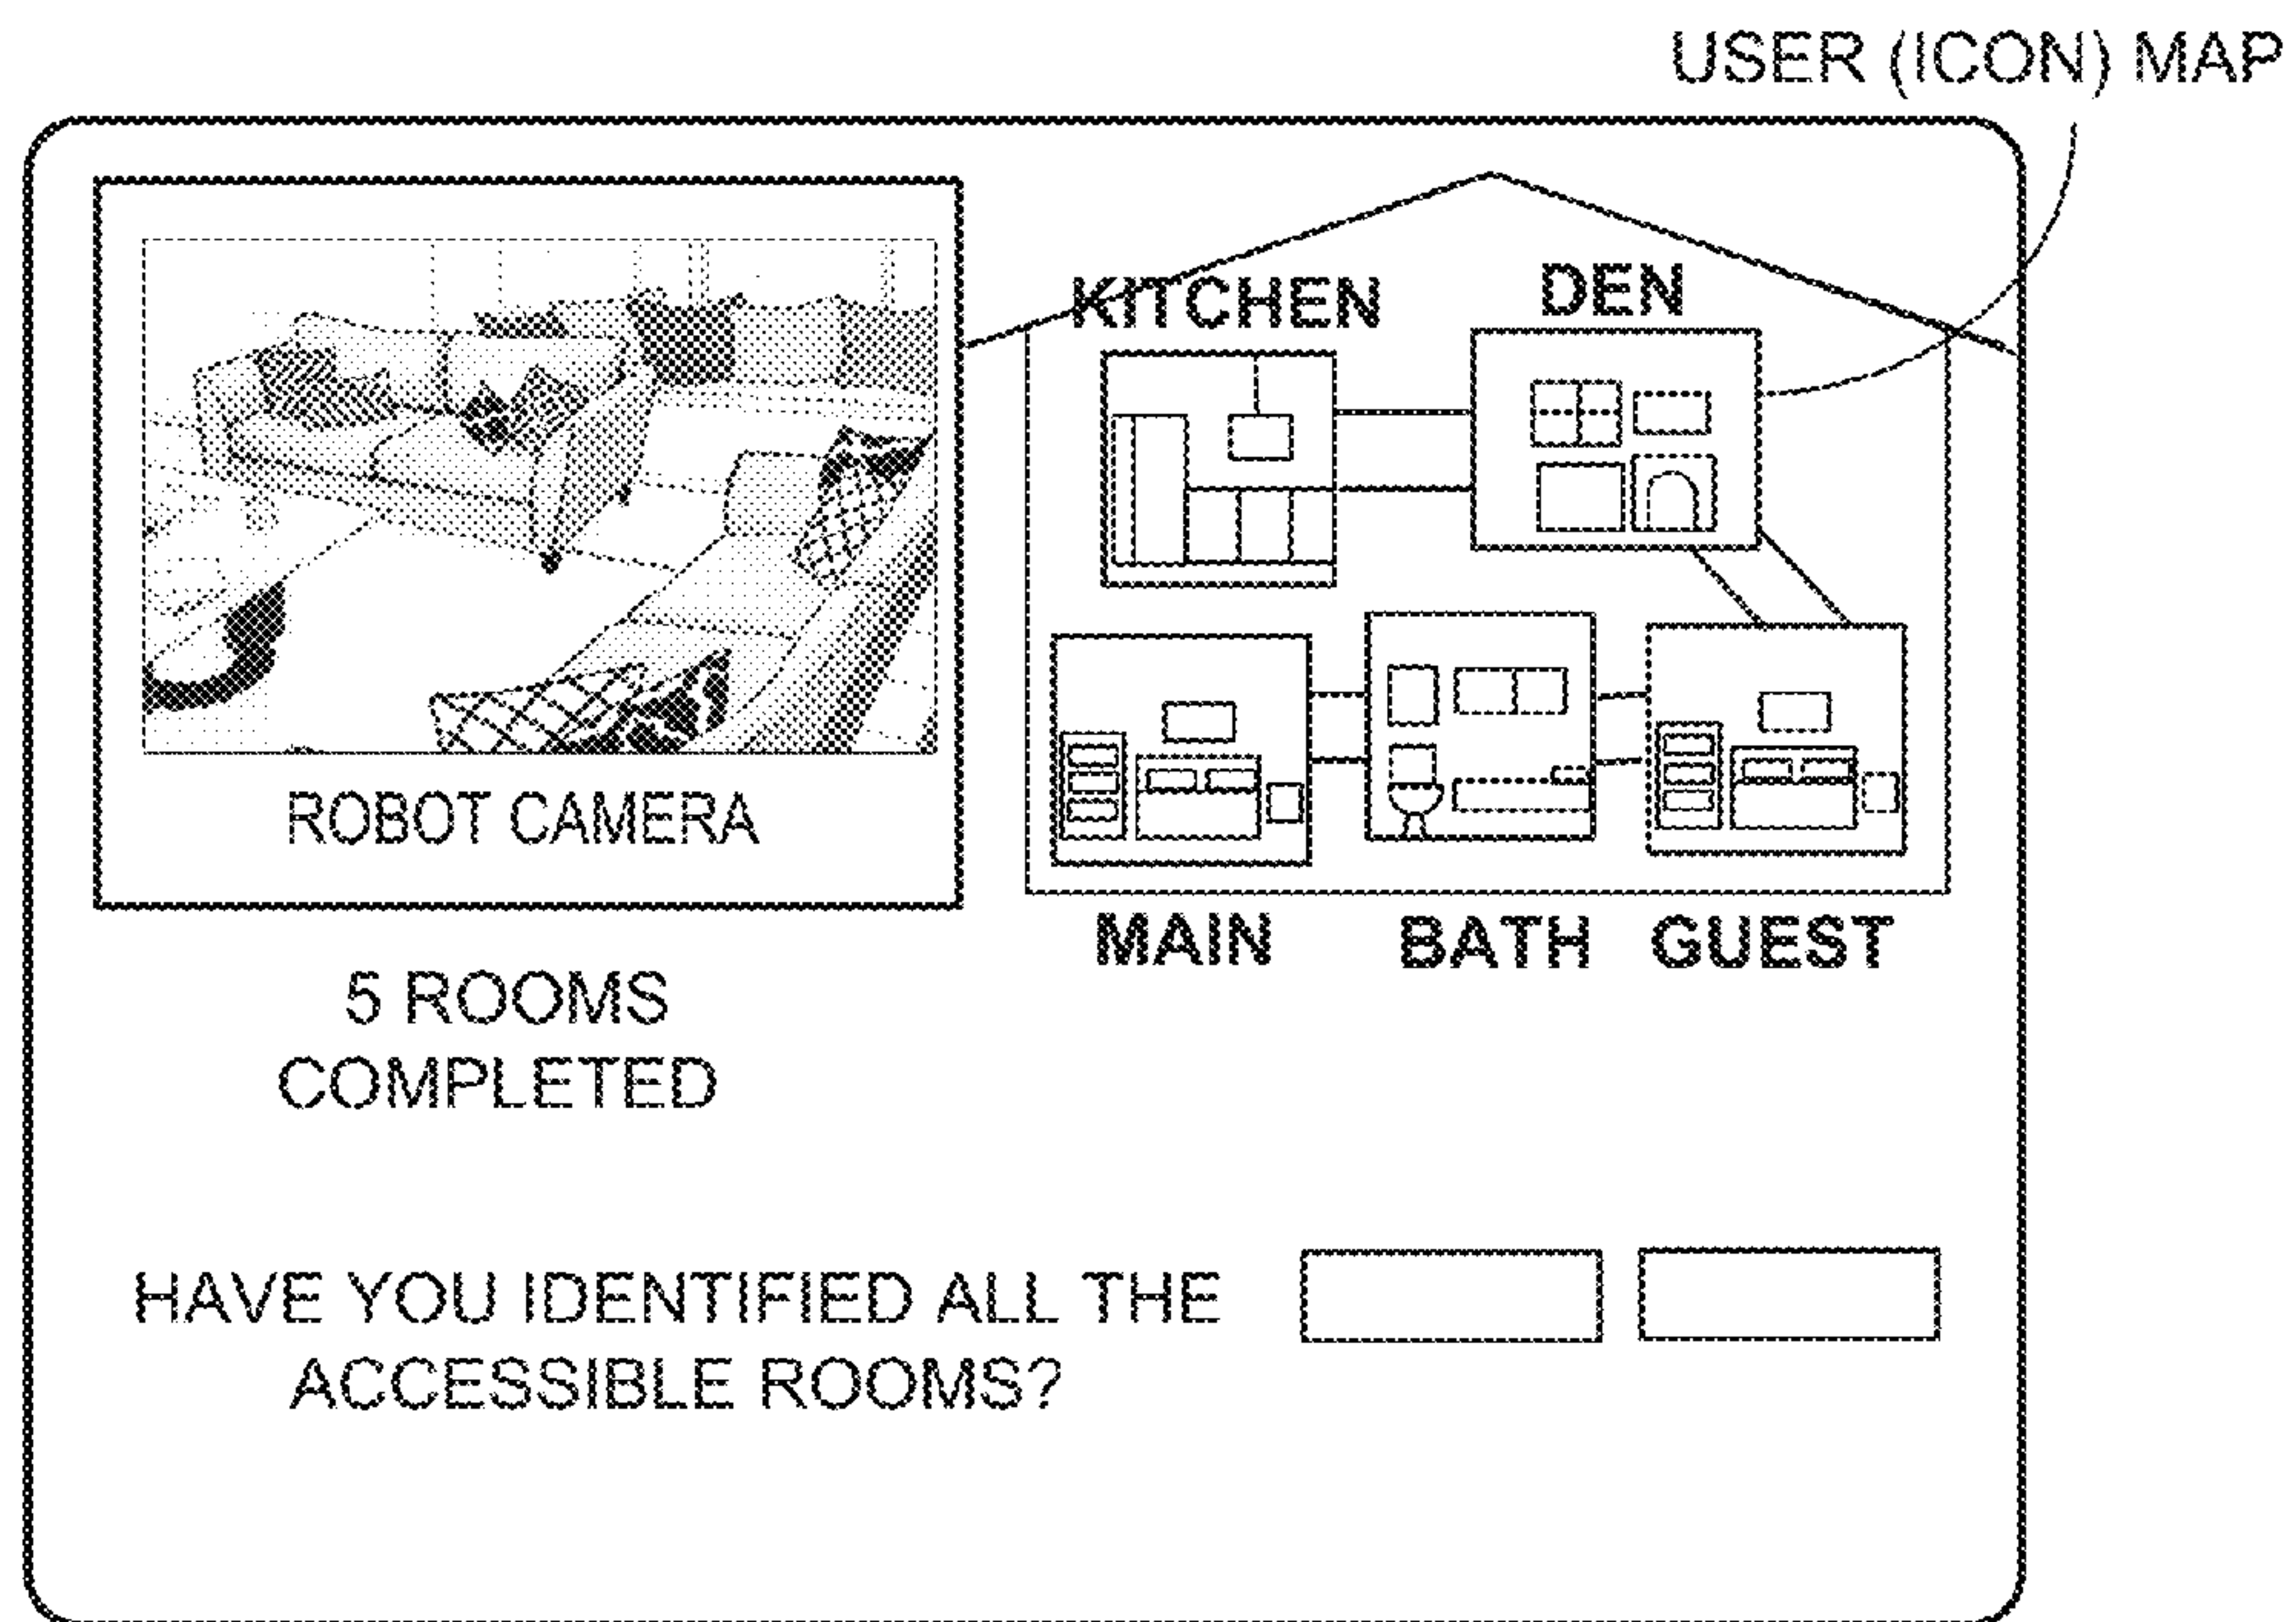 USER (ICON) MAP
KITCHEN
DEN
ROBOT CAMERA
MAIN
BATH
GUEST
5 ROOMS
COMPLETED
HAVE YOU IDENTIFIED ALL THE
ACCESSIBLE ROOMS?